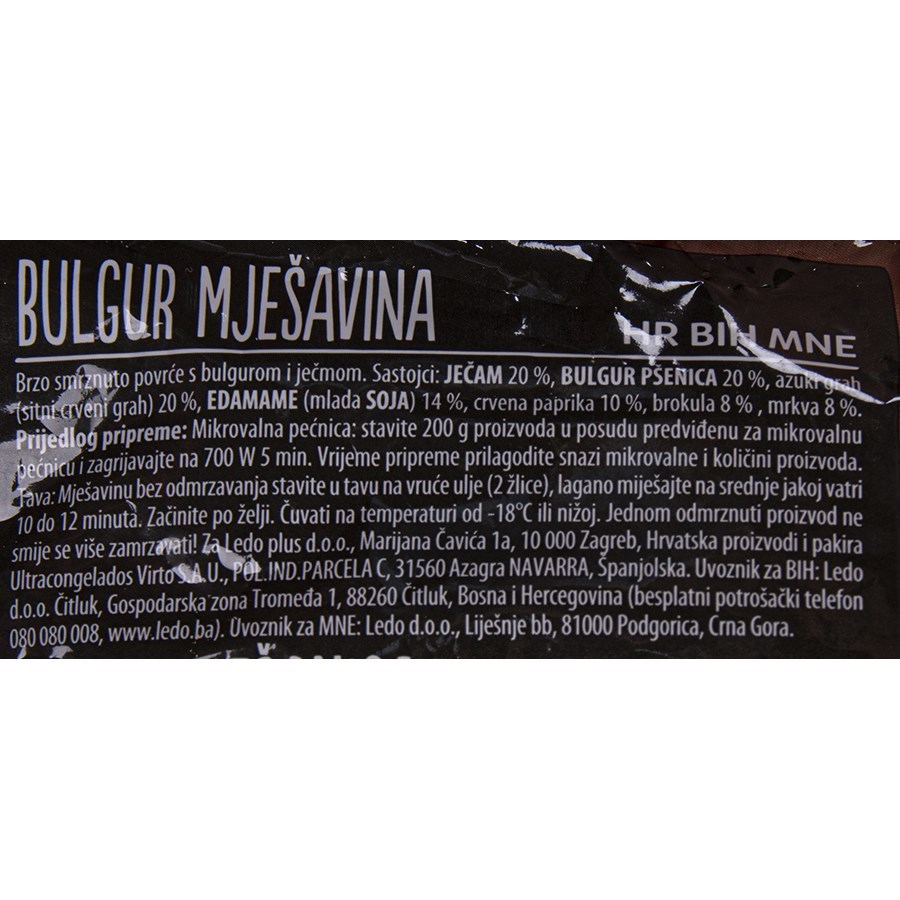 BULGUR MJEŠAVINA
HR BIH MNE
Brzo smrznuto povrće s bulgurom i ječmom. Sastojci: JEČAM 20 %, BULGUR PŠENICA 20 %, azuki grah
(sitni crveni grah) 20 %, EDAMAME (mlada SOJA) 14 %, crvena paprika 10 %, brokula 8 % , mrkva 8 %.
Prijedlog pripreme: Mikrovalna pećnica: stavite 200 g proizvoda u posudu predviđenu za mikrovalnu
pećnicu i zagrijavajte na 700 W 5 min. Vrijeme pripreme prilagodite snazi mikrovalne i količini proizvoda.
Tava: Mješavinu bez odmrzavanja stavite u tavu na vruće ulje (2 žlice), lagano miješajte na srednje jakoj vatri
10 do 12 minuta. Začinite po želji. Čuvati na temperaturi od -18°C ili nižoj. Jednom odmrznuti proizvod ne
smije se više zamrzavati! Za Ledo plus d.o.o., Marijana Čavića 1a, 10 000 Zagreb, Hrvatska proizvodi i pakira
Ultracongelados Virto S.A.U., POL.IND.PARCELA C, 31560 Azagra NAVARRA, Španjolska. Uvoznik za BIH: Ledo
d.o.o. Čitluk, Gospodarska zona Tromeđa 1, 88260 Čitluk, Bosna i Hercegovina (besplatni potrošački telefon
080 080 008, www.ledo.ba). Uvoznik za MNE: Ledo d.o.o., Liješnje bb, 81000 Podgorica, Crna Gora.